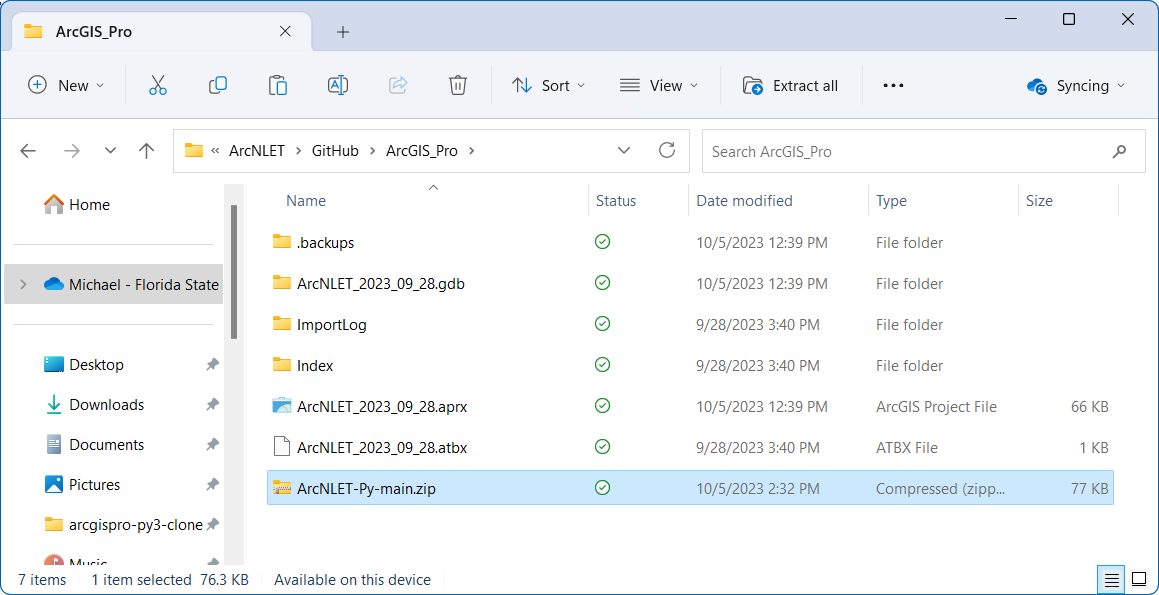 ArcGIS_Pro
New
Sort
View
Extract all
Syncing
« ArcNLET > GitHub > ArcGIS_Pro >
Search ArcGIS_Pro
Home
Michael - Florida State
Desktop
Downloads
Documents
Pictures
arcgispro-py3-clone
Music
Name Status Date modified Type Size
.backups 10/5/2023 12:39 PM File folder
ArcNLET_2023_09_28.gdb 10/5/2023 12:39 PM File folder
ImportLog 9/28/2023 3:40 PM File folder
Index 9/28/2023 3:40 PM File folder
ArcNLET_2023_09_28.aprx 10/5/2023 12:39 PM ArcGIS Project File 66 KB
ArcNLET_2023_09_28.atbx 9/28/2023 3:40 PM ATBX File 1 KB
ArcNLET-Py-main.zip 10/5/2023 2:32 PM Compressed (zipp... 77 KB
7 items 1 item selected 76.3 KB Available on this device